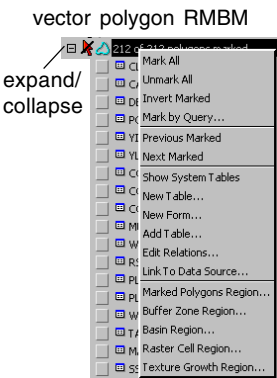 vector polygon RMBM
212 of 212 polygons marked
expand/
collapse
Mark All
Unmark All
Invert Marked
Mark by Query...
Previous Marked
Next Marked
Show System Tables
New Table...
New Form...
Add Table...
Edit Relations...
Link To Data Source...
Marked Polygons Region...
Buffer Zone Region...
Basin Region...
Raster Cell Region...
Texture Growth Region...